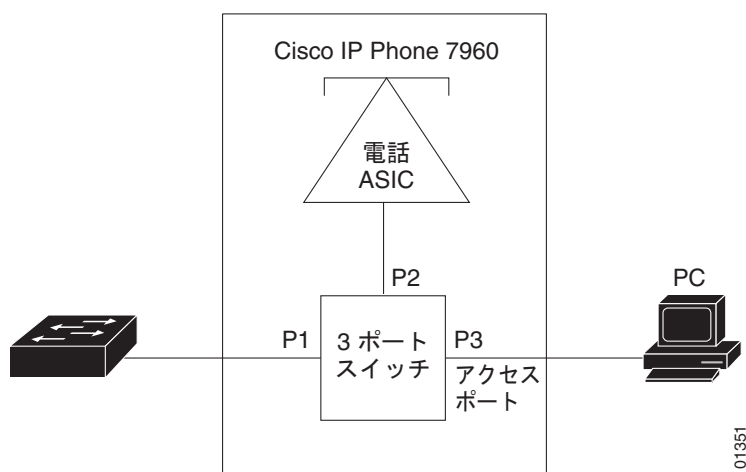 Cisco IP Phone 7960
電話
ASIC
P2
PC
P1
3 ポート
スイッチ
P3
アクセス
ポート
01351